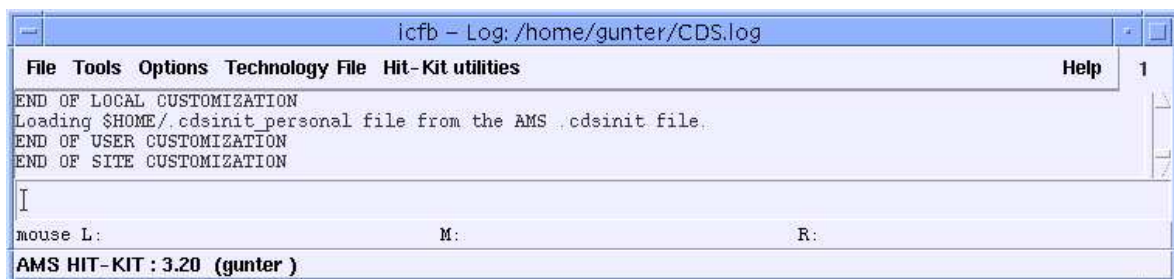 icfb – Log: /home/gunter/CDS.log
File Tools Options Technology File Hit-Kit utilities Help 1
END OF LOCAL CUSTOMIZATION
Loading $HOME/.cdsinit_personal file from the AMS .cdsinit file.
END OF USER CUSTOMIZATION
END OF SITE CUSTOMIZATION
mouse L: M: R:
AMS HIT-KIT : 3.20 (gunter )